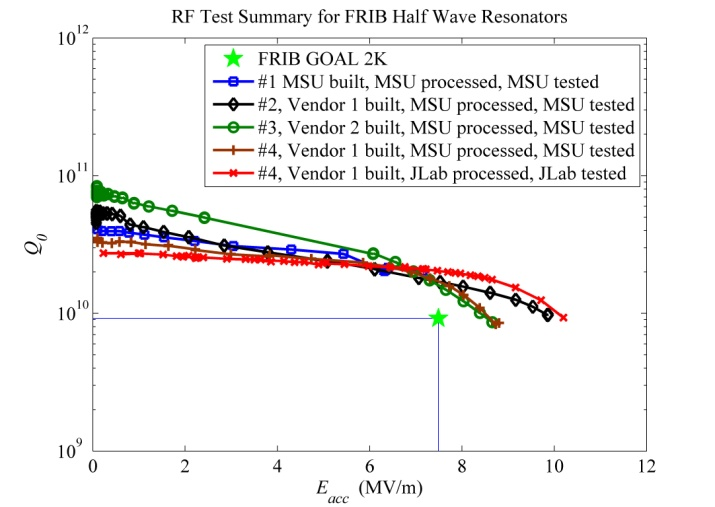 RF Test Summary for FRIB Half Wave Resonators
10^12
FRIB GOAL 2K
#1 MSU built, MSU processed, MSU tested
#2, Vendor 1 built, MSU processed, MSU tested
#3, Vendor 2 built, MSU processed, MSU tested
#4, Vendor 1 built, MSU processed, MSU tested
#4, Vendor 1 built, JLab processed, JLab tested
10^11
Q_0
10^10
10^9
0 2 4 6 8 10 12
E_acc (MV/m)